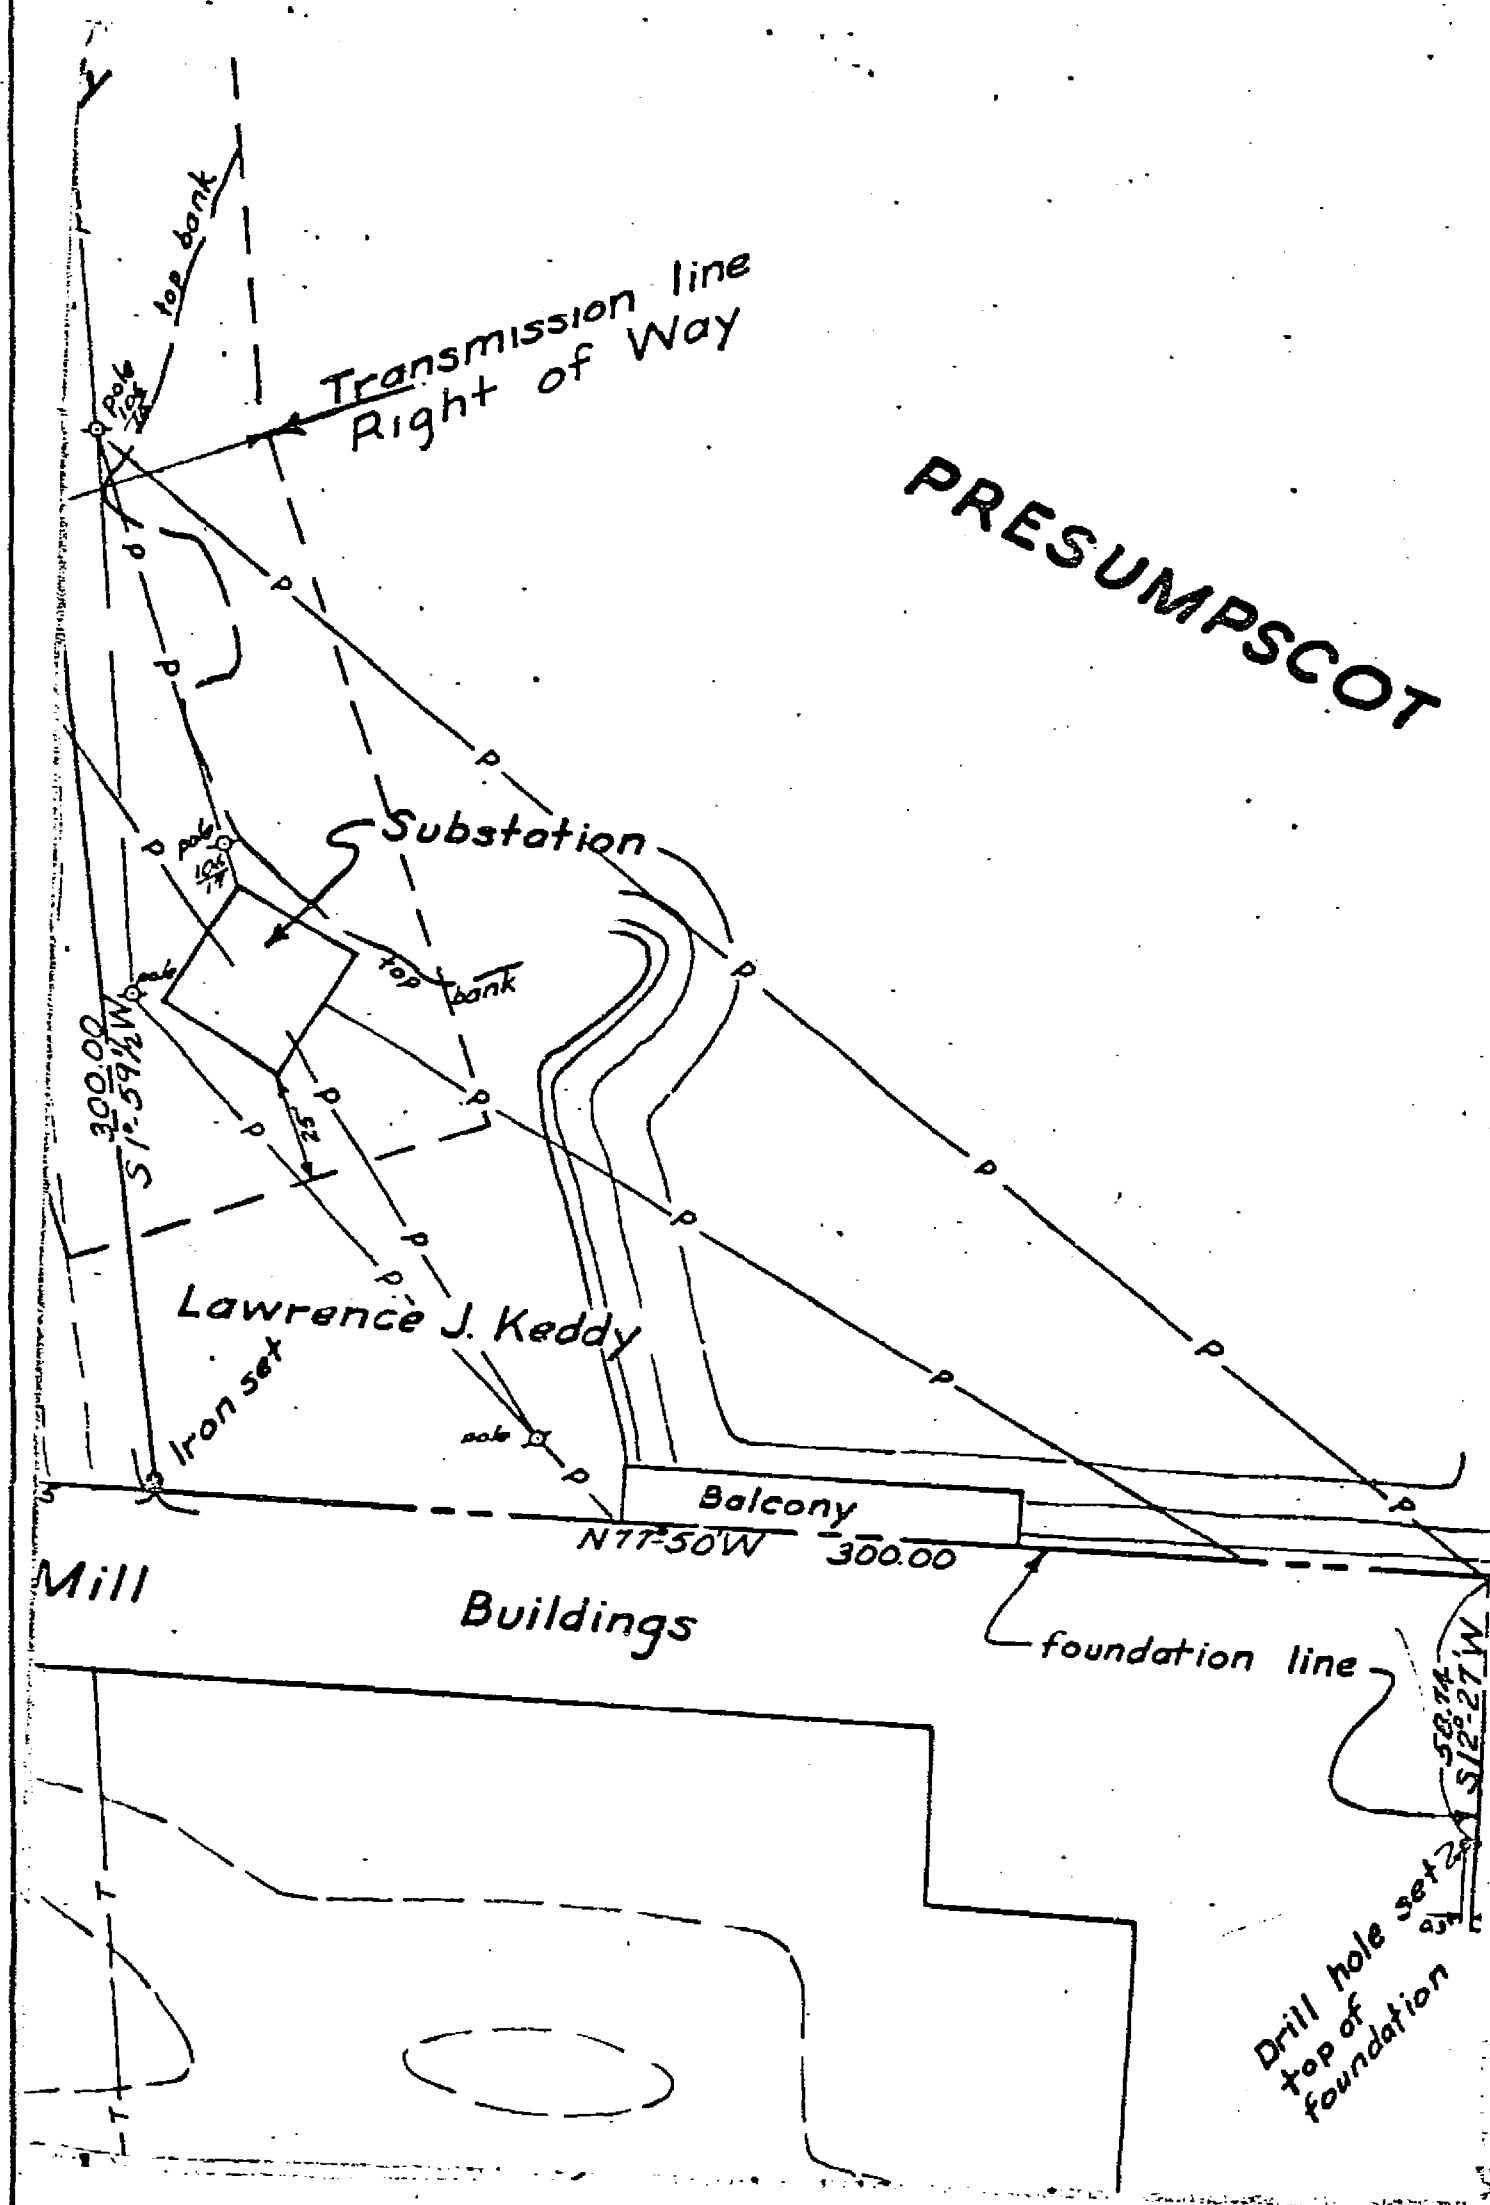 top bank
Transmission line
Right of Way
pole
PRESUMPSCOT
P
P
P
P
Substation
pole
P
pole
top bank
P
300.00
S 1°-59½'W
P
P
P
25'
P
P
P
P
Lawrence J. Keddy
P
P
Iron set
pole
P
P
Balcony
N77°-50'W 300.00
Mill Buildings
foundation line
58.74
S12°-27'W
T
Drill hole set
top of
foundation
T